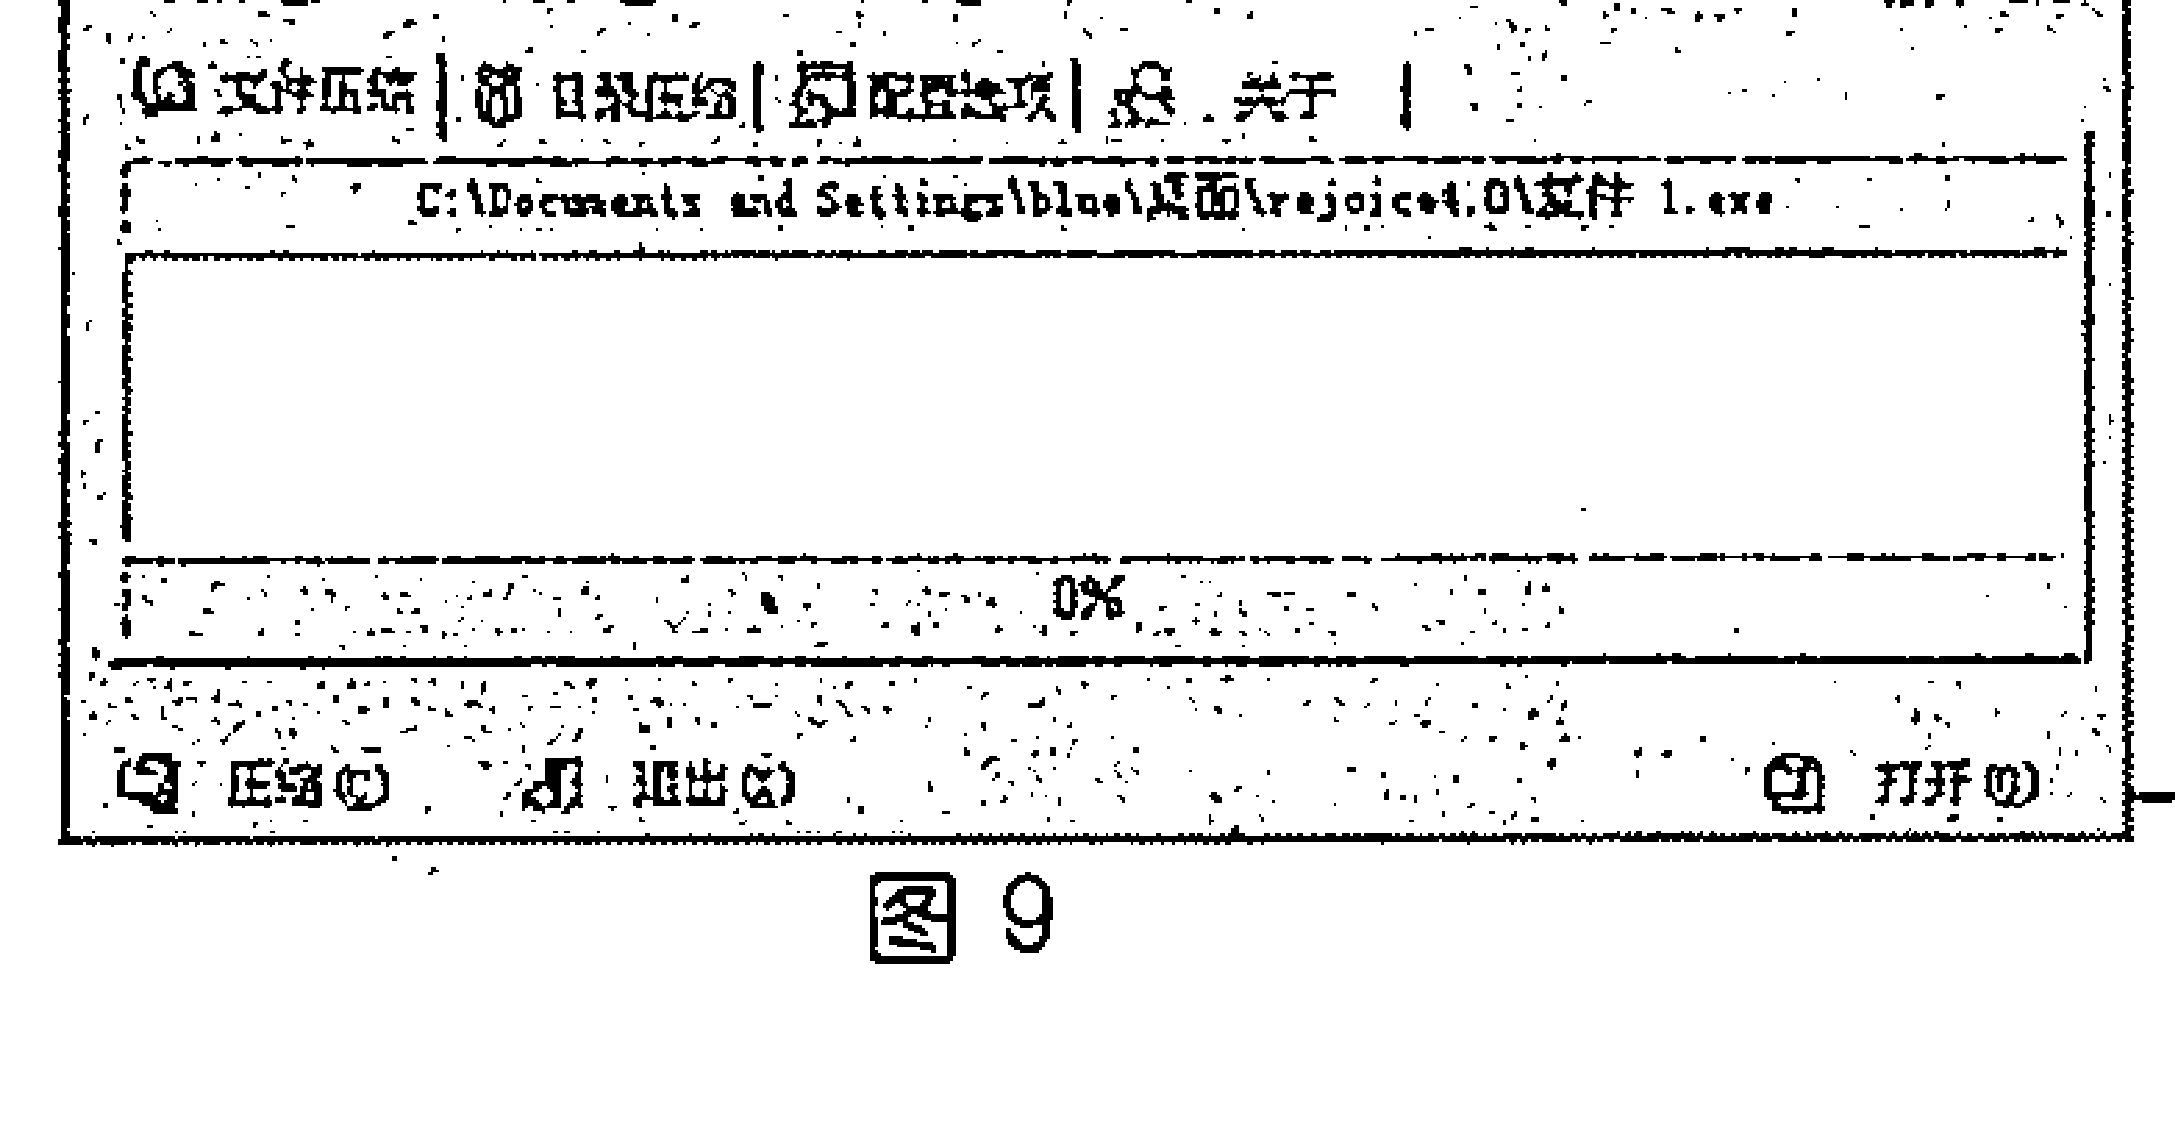 文件压缩 目录压缩 配置选项 关于
C:\Documents and Settings\blue\桌面\rejoice4.0\复件 1.exe
0%
压缩(C) 退出(X) 打开(O)
图 9